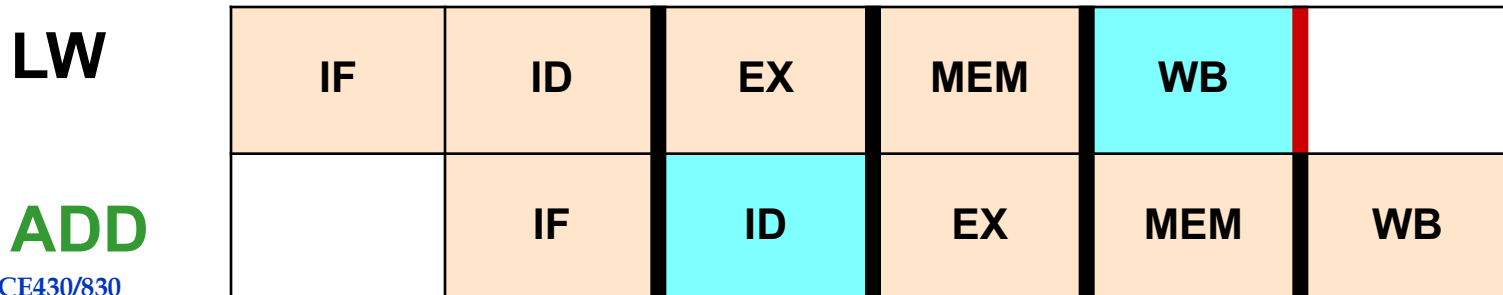 LW IF ID EX MEM WB
ADD IF ID EX MEM WB
CE430/830